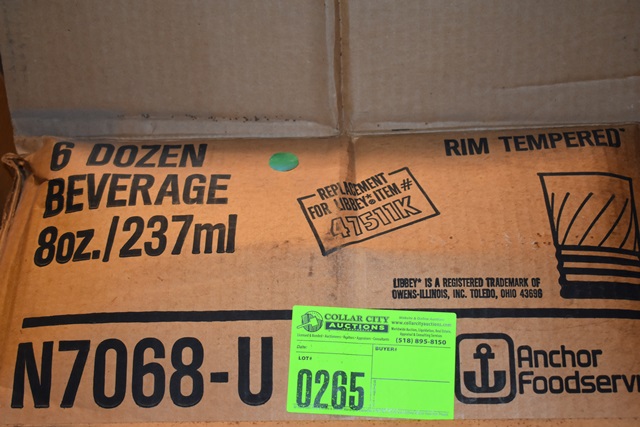 6 DOZEN
BEVERAGE
8oz./237ml
REPLACEMENT
FOR LIBBEY* ITEM #
47511K
RIM TEMPERED
LIBBEY* IS A REGISTERED TRADEMARK OF
OWENS-ILLINOIS, INC. TOLEDO, OHIO 43696
N7068-U
COLLAR CITY
AUCTIONS
www.collarcityauctions.com
(518) 895-8150
Date:
LOT#
BUYER#
0265
Anchor
Foodservi